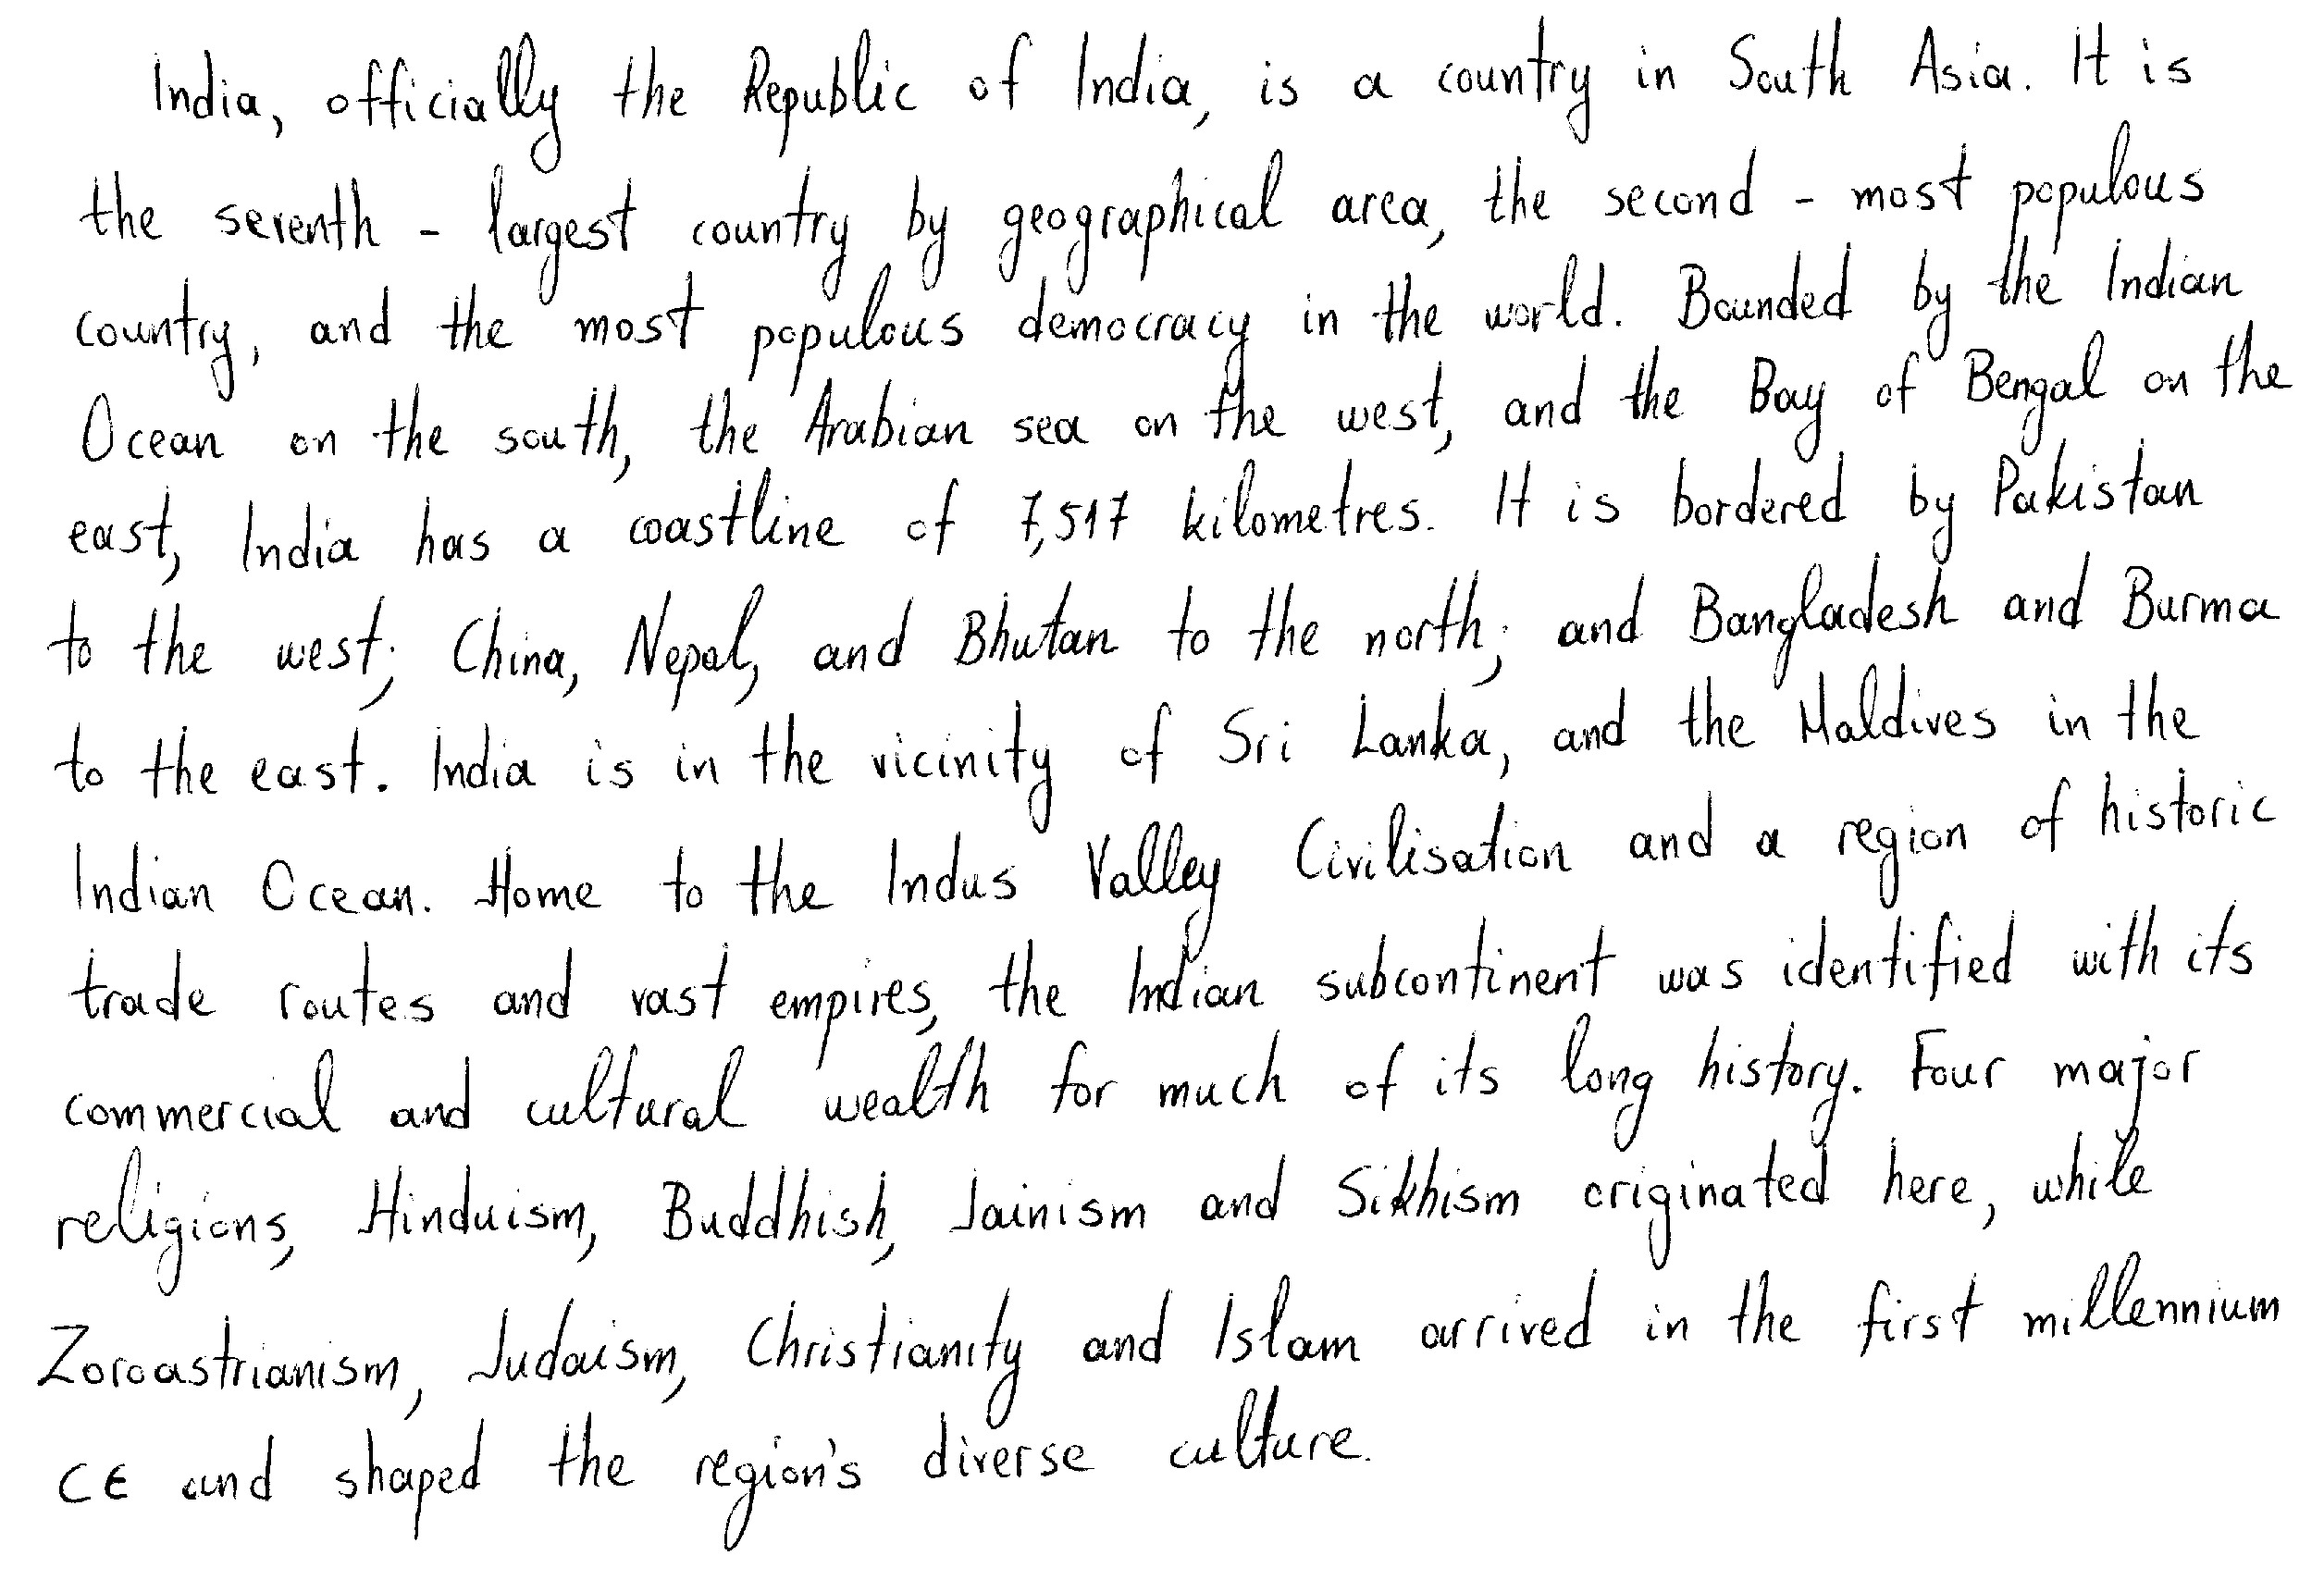 India, officially the Republic of India, is a country in South Asia. It is
the seventh - largest country by geographical area, the second - most populous
country, and the most populous democracy in the world. Bounded by the Indian
Ocean on the south, the Arabian sea on the west, and the Bay of Bengal on the
east, India has a coastline of 7,517 kilometres. It is bordered by Pakistan
to the west; China, Nepal, and Bhutan to the north; and Bangladesh and Burma
to the east. India is in the vicinity of Sri Lanka, and the Maldives in the
Indian Ocean. Home to the Indus Valley Civilisation and a region of historic
trade routes and vast empires, the Indian subcontinent was identified with its
commercial and cultural wealth for much of its long history. Four major
religions, Hinduism, Buddhish, Jainism and Sikhism originated here, while
Zoroastrianism, Judaism, Christianity and Islam arrived in the first millennium
CE and shaped the region's diverse culture.